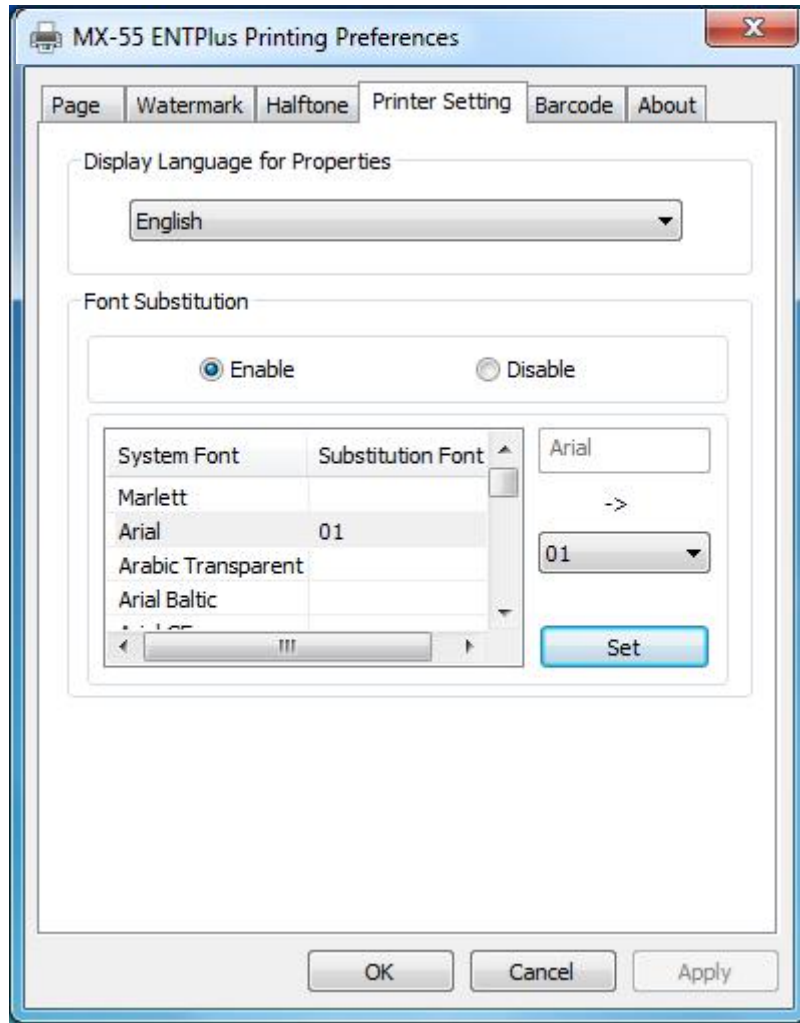 MX-55 ENTPlus Printing Preferences
Page Watermark Halftone Printer Setting Barcode About
Display Language for Properties
English
Font Substitution
Enable Disable
System Font Substitution Font
Marlett
Arial 01
Arabic Transparent
Arial Baltic
Arial
->
01
Set
OK Cancel Apply